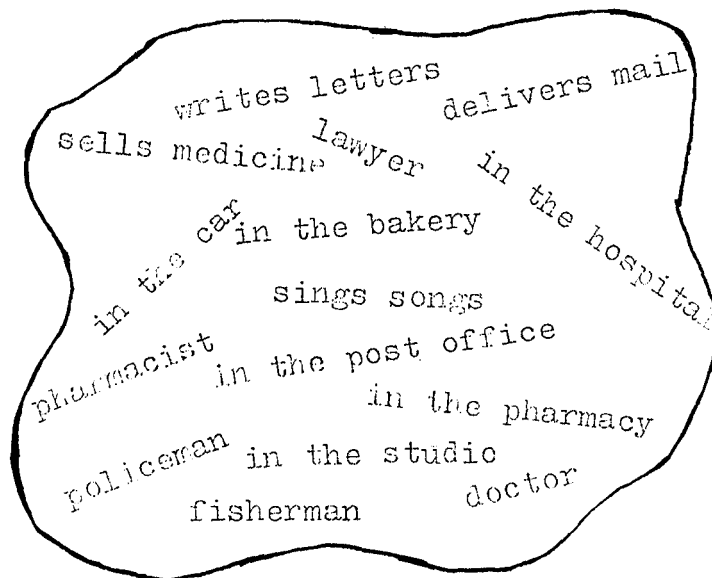 writes letters
delivers mail
sells medicine
lawyer
in the hospital
in the car
in the bakery
sings songs
pharmacist
in the post office
in the pharmacy
policeman
in the studio
doctor
fisherman